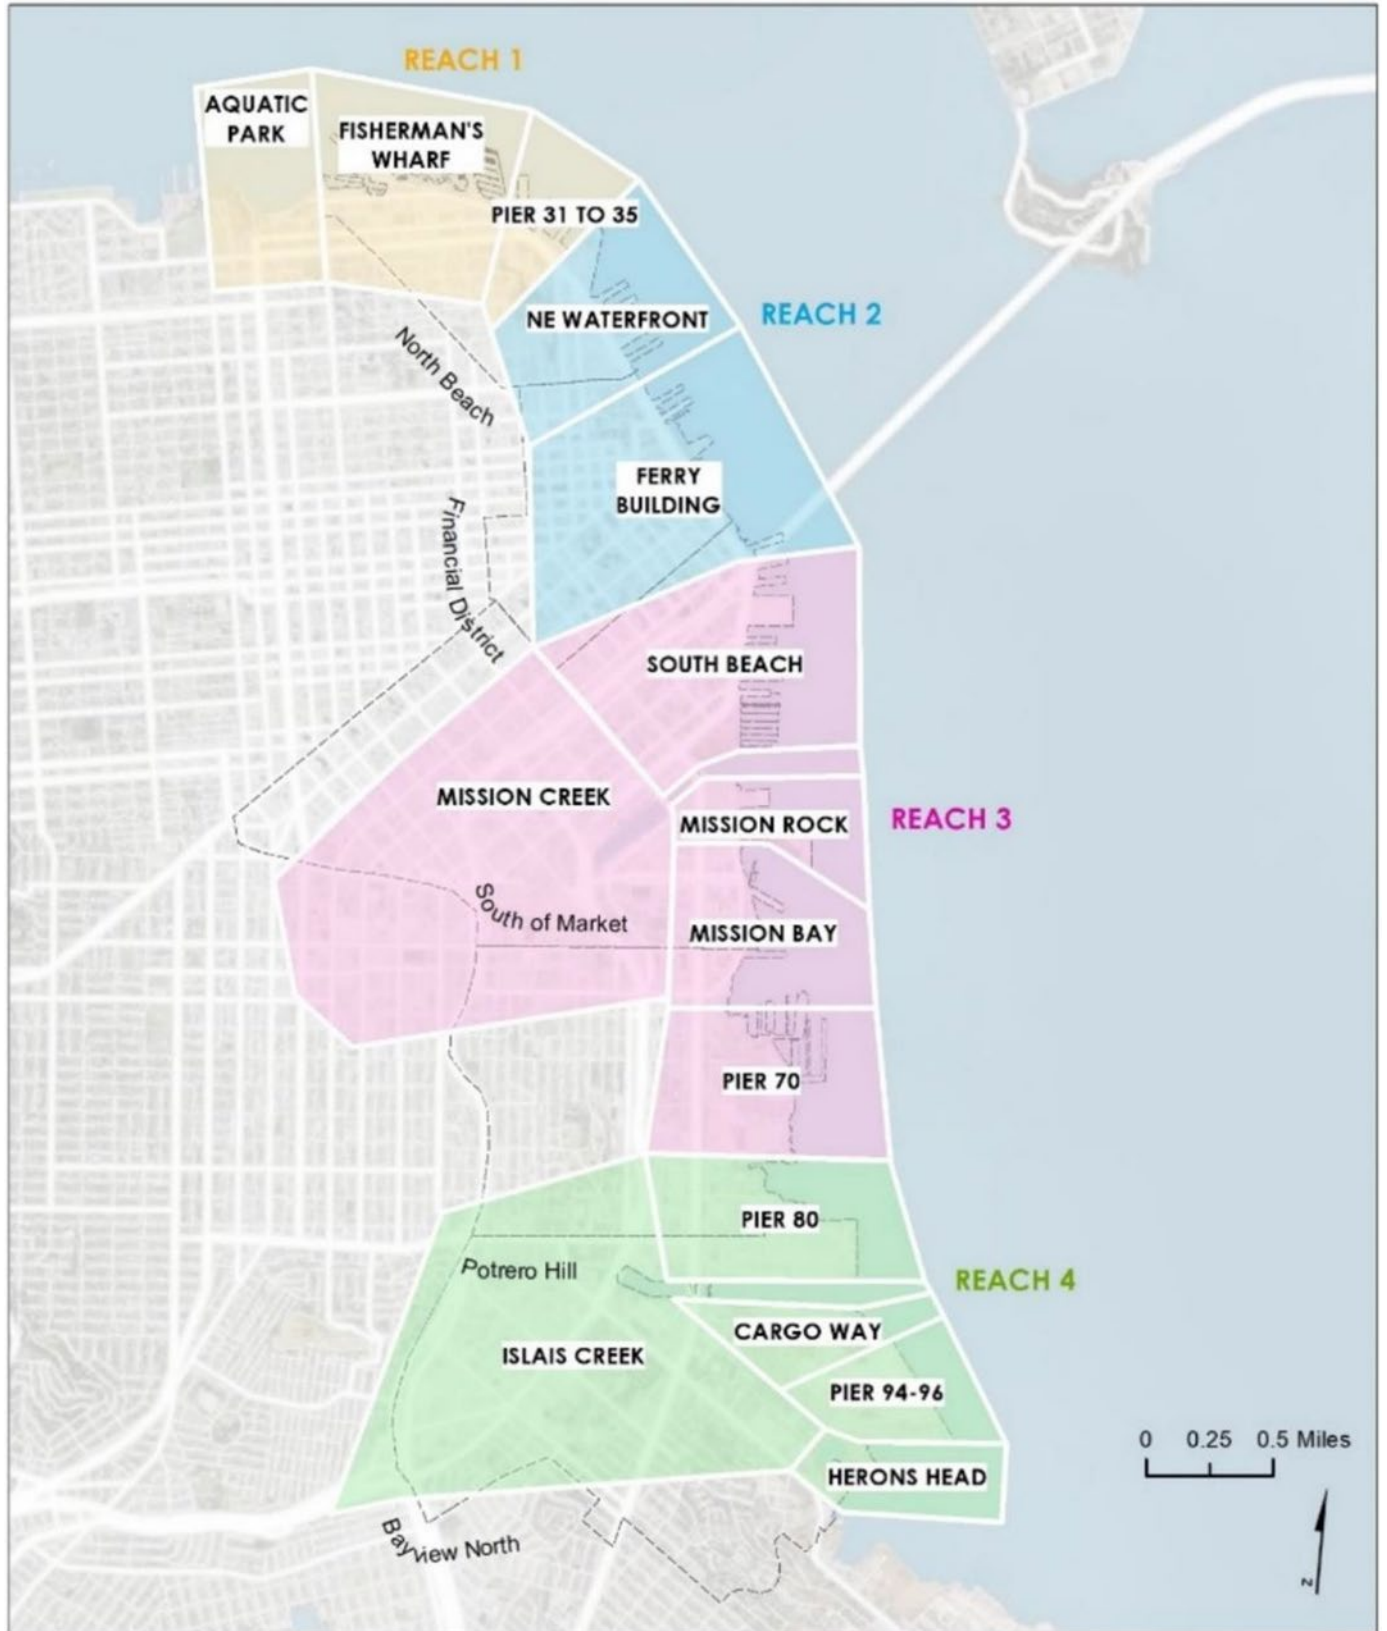 REACH 1
AQUATIC
PARK
FISHERMAN'S
WHARF
PIER 31 TO 35
NE WATERFRONT
REACH 2
North Beach
FERRY
BUILDING
Financial District
SOUTH BEACH
MISSION CREEK
MISSION ROCK
REACH 3
South of Market
MISSION BAY
PIER 70
PIER 80
Potrero Hill
REACH 4
CARGO WAY
ISLAIS CREEK
PIER 94-96
HERONS HEAD
0 0.25 0.5 Miles
Bayview North
N